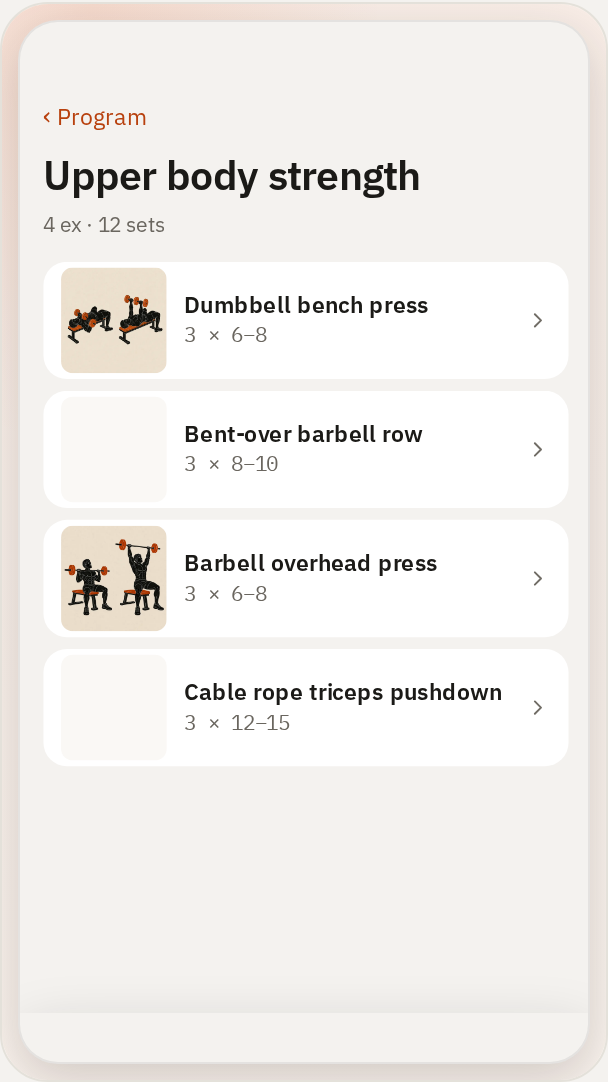 ‹ Program
Upper body strength
4 ex · 12 sets
Dumbbell bench press
3 × 6–8
Bent-over barbell row
3 × 8–10
Barbell overhead press
3 × 6–8
Cable rope triceps pushdown
3 × 12–15